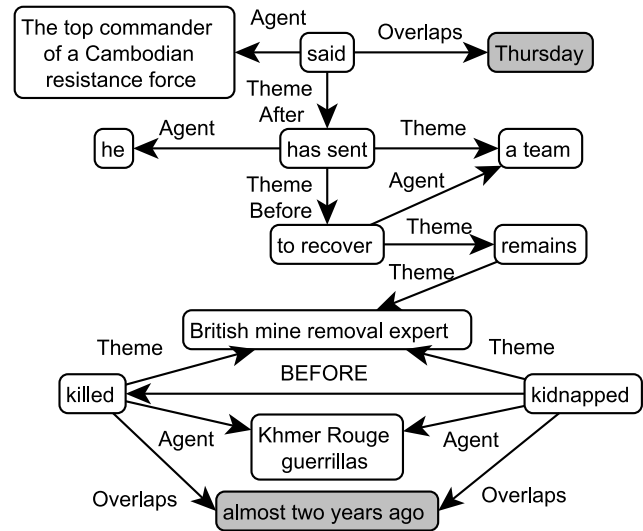 The top commander
of a Cambodian
resistance force
Agent
said
Overlaps
Thursday
Theme
After
he
Agent
has sent
Theme
a team
Theme
Before
Agent
to recover
Theme
remains
Theme
British mine removal expert
Theme
Theme
BEFORE
killed
kidnapped
Khmer Rouge
guerrillas
Agent
Agent
Overlaps
Overlaps
almost two years ago